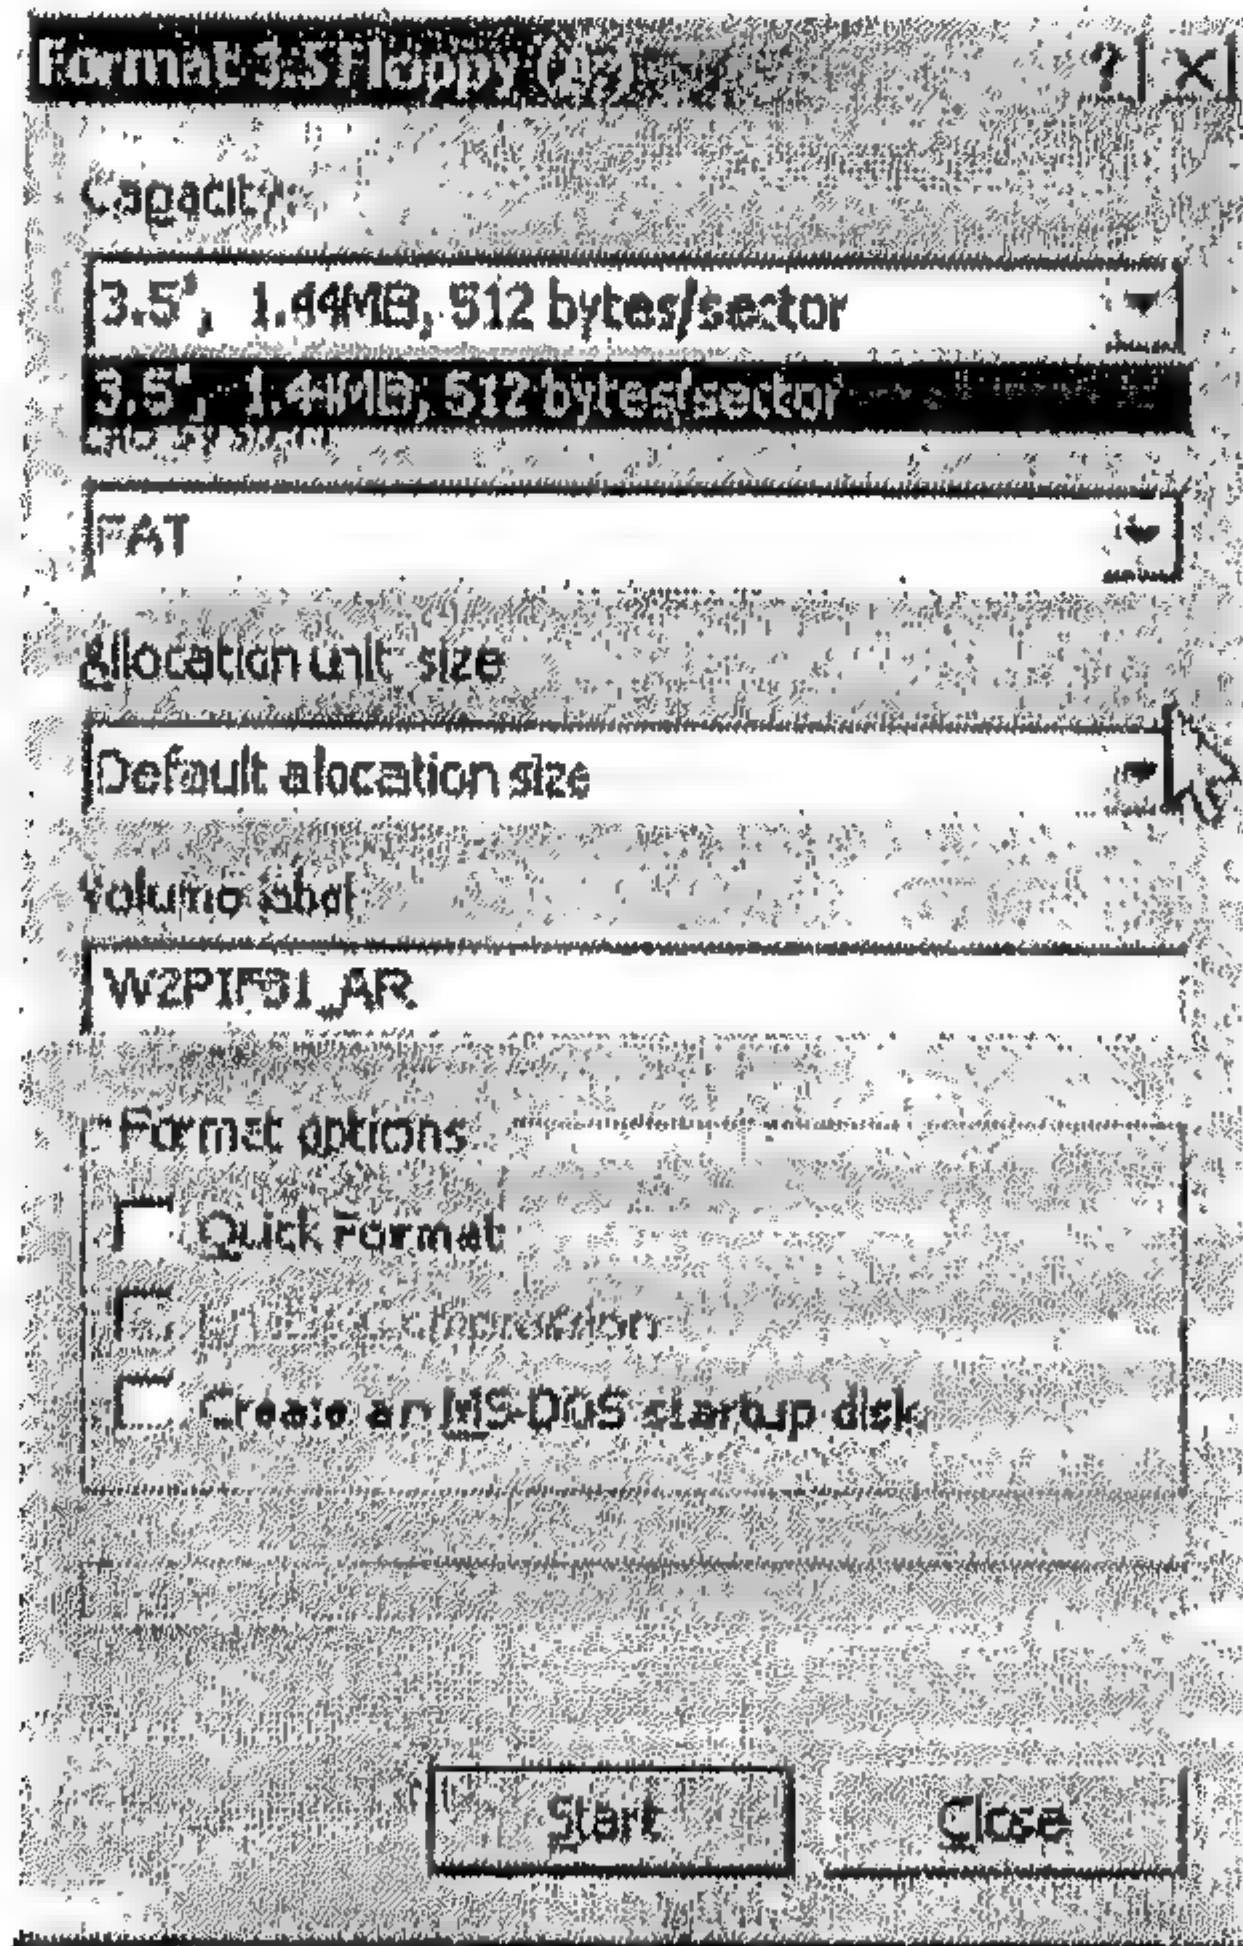 Format 3.5 Floppy (A:)
Capacity:
3.5", 1.44MB, 512 bytes/sector
3.5", 1.44MB, 512 bytes/sector
File system
FAT
Allocation unit size
Default allocation size
Volume label
W2PIFS1_AR
Format options
Quick Format
Create an MS-DOS startup disk
Start
Close